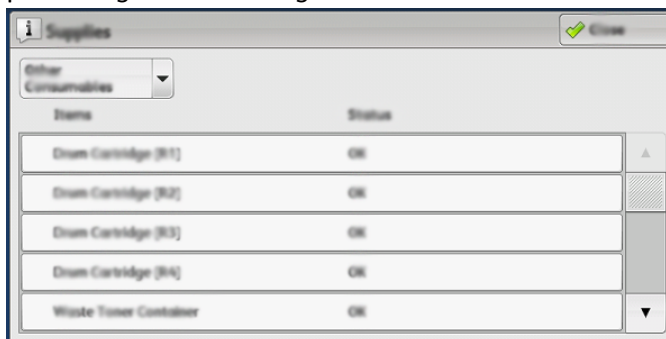 Supplies
Close
Other
Consumables
Items Status
Drum Cartridge [R1] OK
Drum Cartridge [R2] OK
Drum Cartridge [R3] OK
Drum Cartridge [R4] OK
Waste Toner Container OK